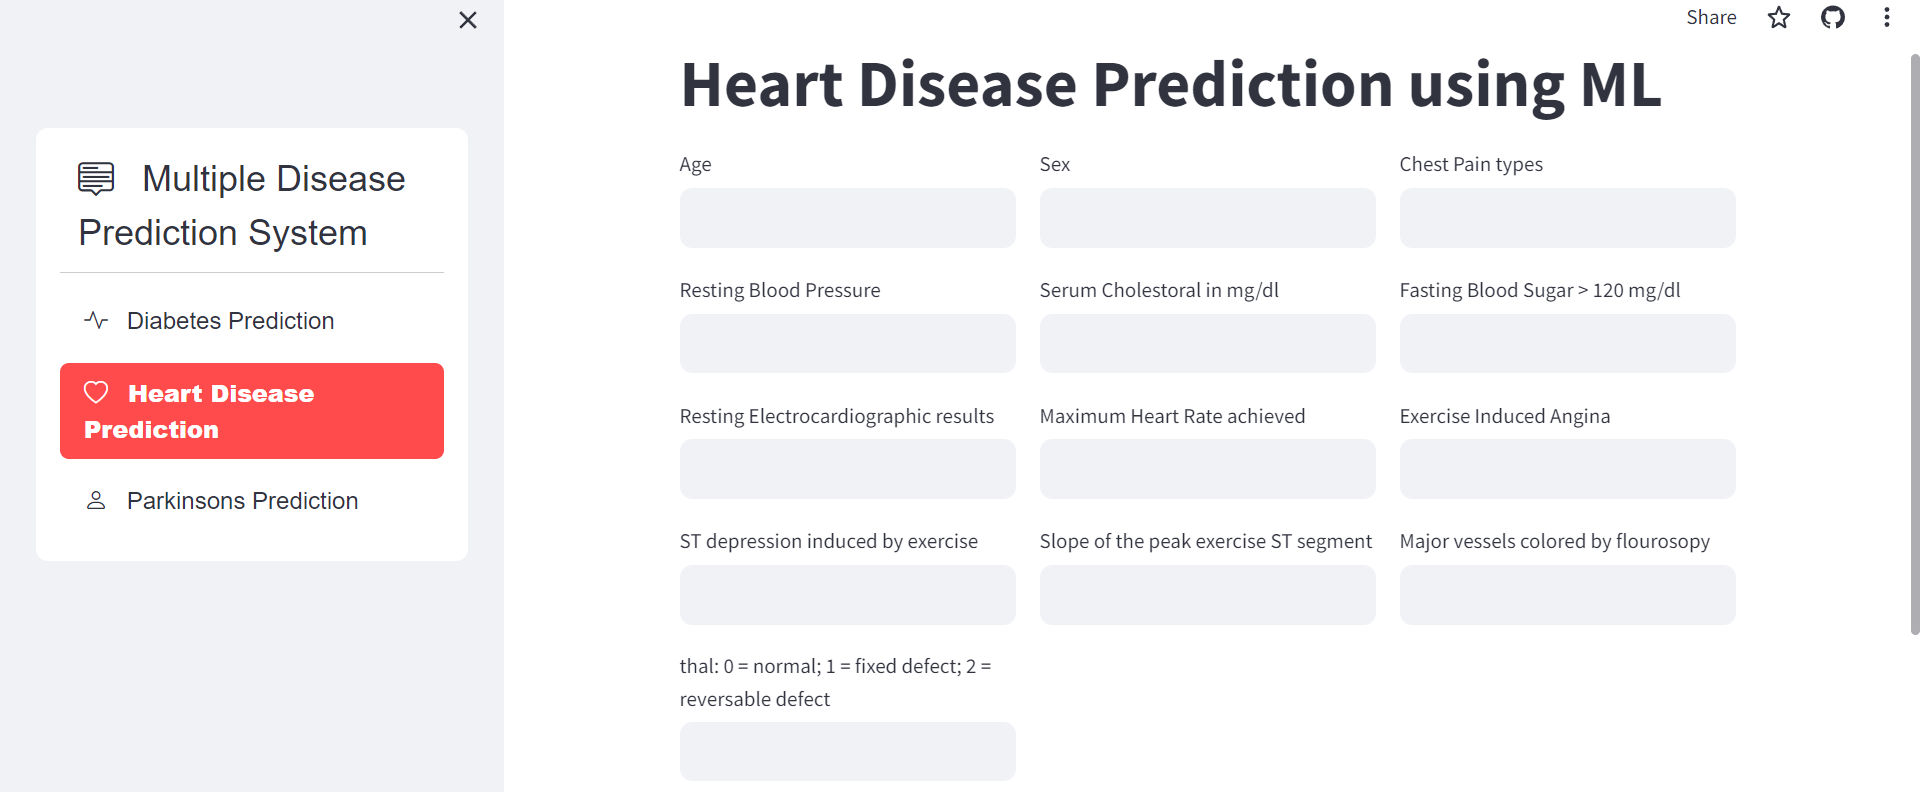 Share
Multiple Disease
Prediction System
Diabetes Prediction
Heart Disease
Prediction
Parkinsons Prediction
Heart Disease Prediction using ML
Age
Sex
Chest Pain types
Resting Blood Pressure
Serum Cholestoral in mg/dl
Fasting Blood Sugar > 120 mg/dl
Resting Electrocardiographic results
Maximum Heart Rate achieved
Exercise Induced Angina
ST depression induced by exercise
Slope of the peak exercise ST segment
Major vessels colored by flourosopy
thal: 0 = normal; 1 = fixed defect; 2 =
reversable defect